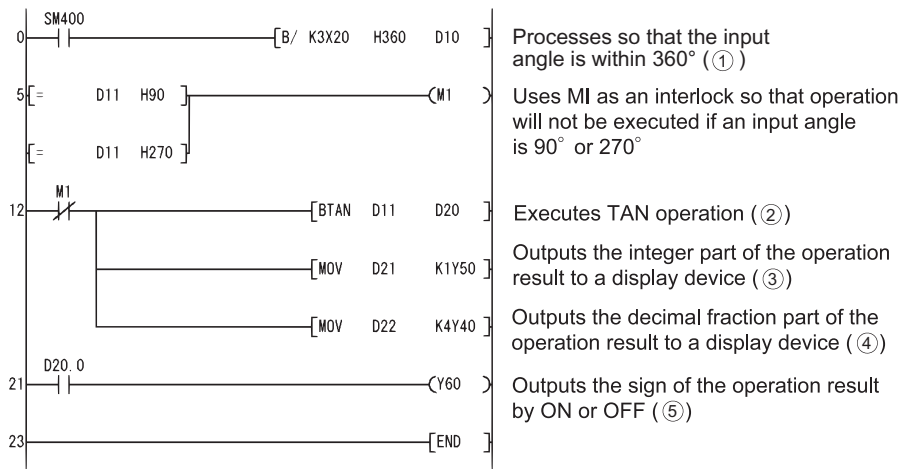 SM400
0 [B/ K3X20 H360 D10 ] Processes so that the input
angle is within 360° (①)
5 [= D11 H90 ] (M1 ) Uses MI as an interlock so that operation
will not be executed if an input angle
[= D11 H270 ] is 90° or 270°
M1
12 [BTAN D11 D20 ] Executes TAN operation (②)
Outputs the integer part of the operation
[MOV D21 K1Y50 ] result to a display device (③)
Outputs the decimal fraction part of the
[MOV D22 K4Y40 ] operation result to a display device (④)
D20.0
21 (Y60 ) Outputs the sign of the operation result
by ON or OFF (⑤)
23 [END ]